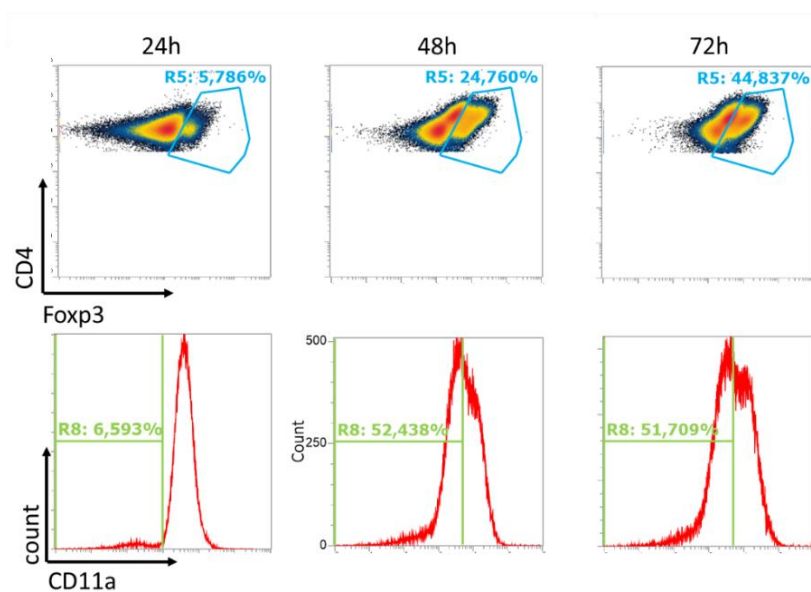 24h
48h
72h
R5: 5,786%
R5: 24,760%
R5: 44,837%
CD4
Foxp3
R8: 6,593%
500
Count
250
0
R8: 52,438%
R8: 51,709%
count
CD11a